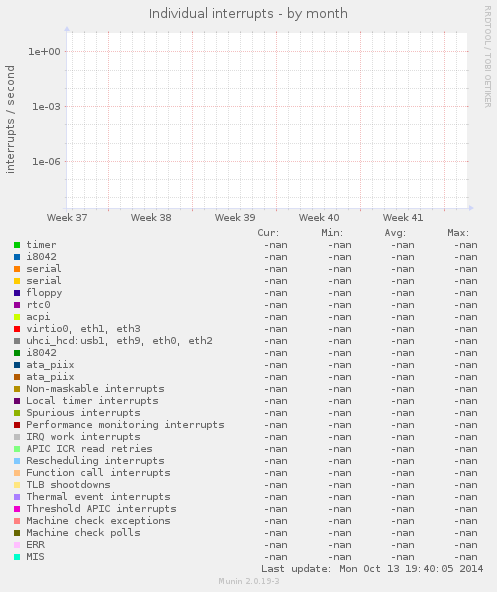 Individual interrupts - by month
RRDTOOL / TOBI OETIKER
interrupts / second
1e+00
1e-03
1e-06
Week 37 Week 38 Week 39 Week 40 Week 41
Cur: Min: Avg: Max:
timer -nan -nan -nan -nan
i8042 -nan -nan -nan -nan
serial -nan -nan -nan -nan
serial -nan -nan -nan -nan
floppy -nan -nan -nan -nan
rtc0 -nan -nan -nan -nan
acpi -nan -nan -nan -nan
virtio0, eth1, eth3 -nan -nan -nan -nan
uhci_hcd:usb1, eth9, eth0, eth2 -nan -nan -nan -nan
i8042 -nan -nan -nan -nan
ata_piix -nan -nan -nan -nan
ata_piix -nan -nan -nan -nan
Non-maskable interrupts -nan -nan -nan -nan
Local timer interrupts -nan -nan -nan -nan
Spurious interrupts -nan -nan -nan -nan
Performance monitoring interrupts -nan -nan -nan -nan
IRQ work interrupts -nan -nan -nan -nan
APIC ICR read retries -nan -nan -nan -nan
Rescheduling interrupts -nan -nan -nan -nan
Function call interrupts -nan -nan -nan -nan
TLB shootdowns -nan -nan -nan -nan
Thermal event interrupts -nan -nan -nan -nan
Threshold APIC interrupts -nan -nan -nan -nan
Machine check exceptions -nan -nan -nan -nan
Machine check polls -nan -nan -nan -nan
ERR -nan -nan -nan -nan
MIS -nan -nan -nan -nan
Last update: Mon Oct 13 19:40:05 2014
Munin 2.0.19-3